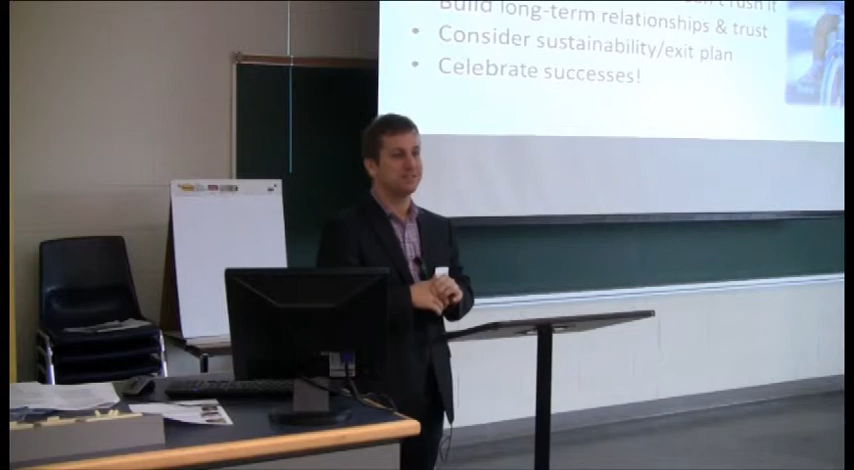 Build long-term relationships & trust
• Consider sustainability/exit plan
• Celebrate successes!